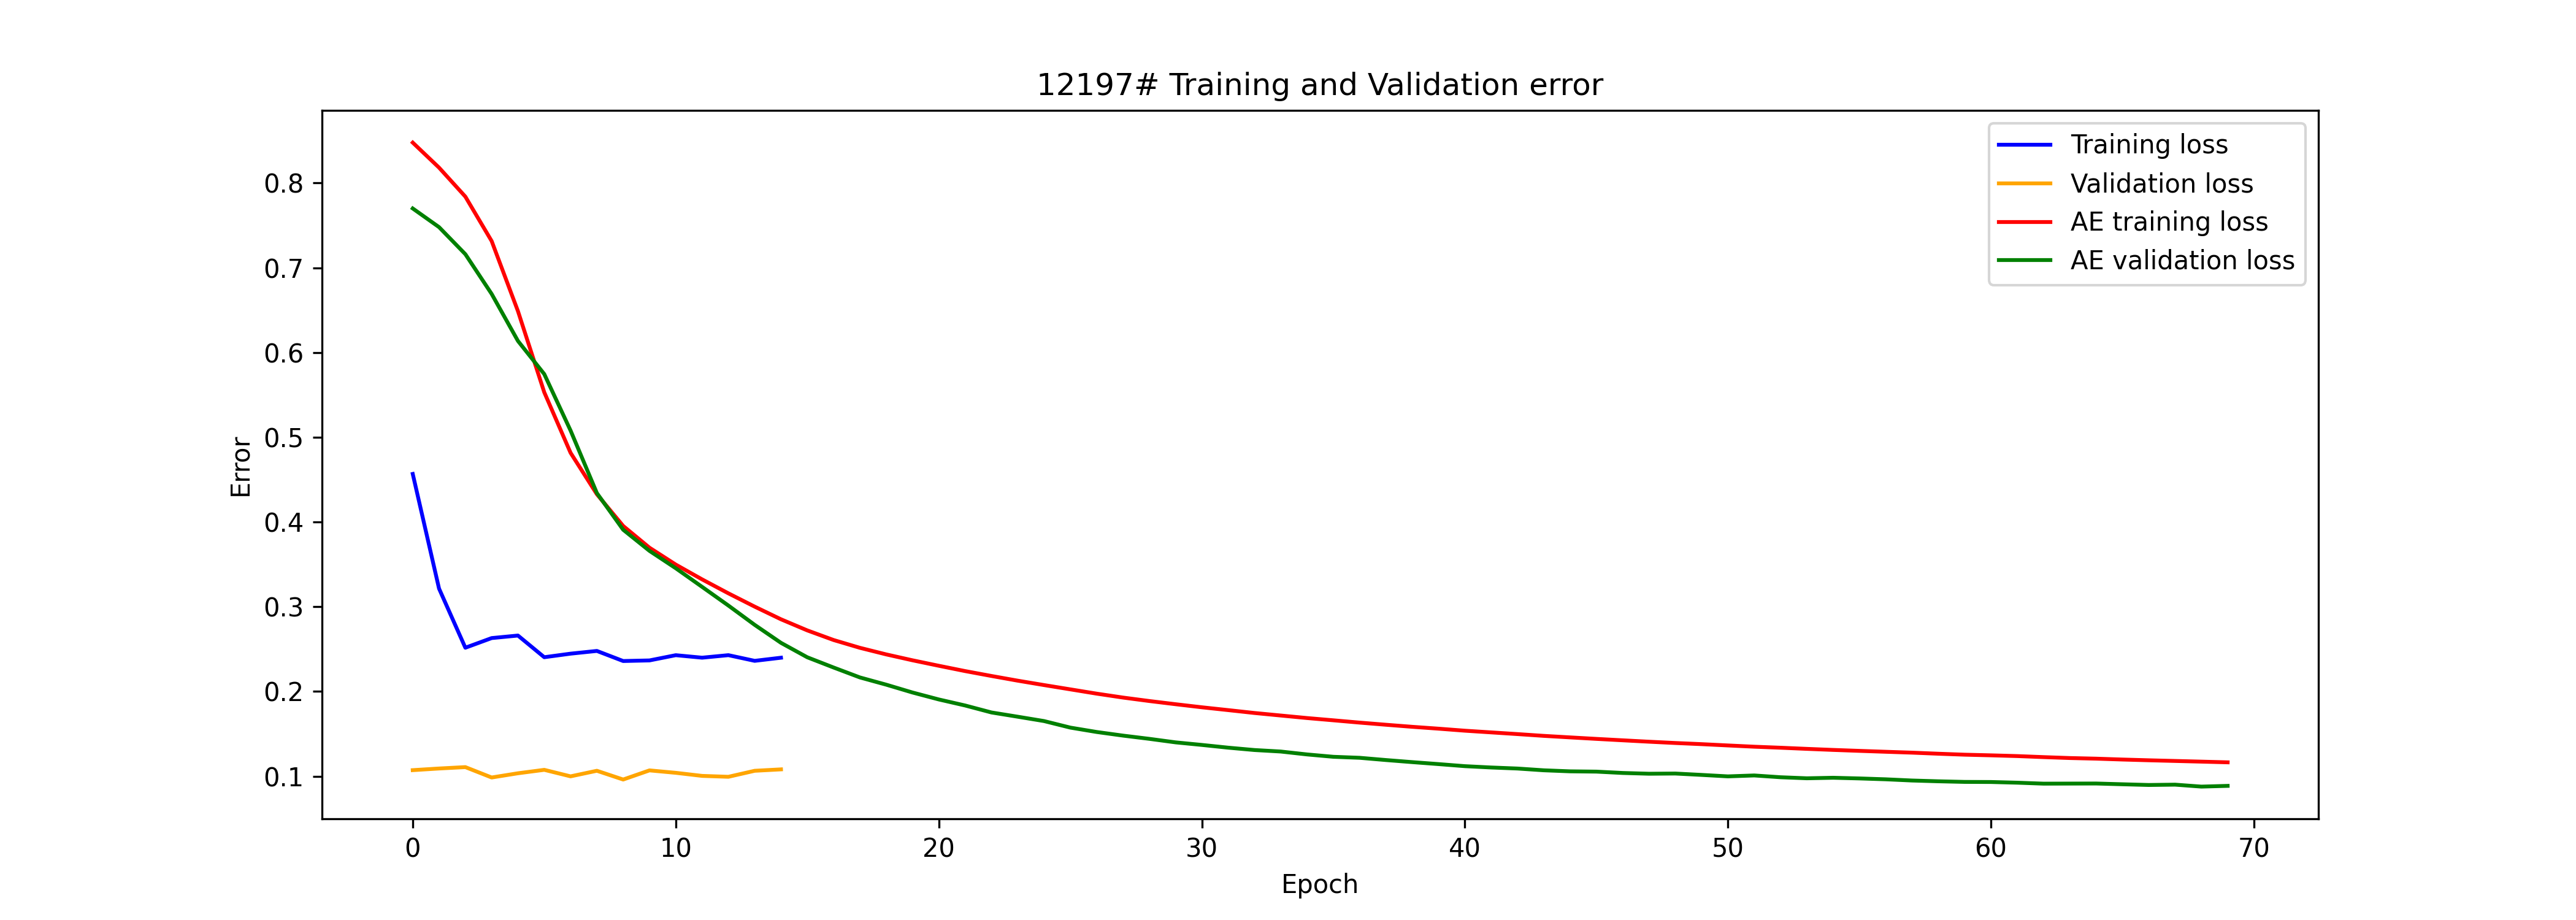 12197# Training and Validation error
Training loss
Validation loss
AE training loss
AE validation loss
Error
0.8
0.7
0.6
0.5
0.4
0.3
0.2
0.1
0 10 20 30 40 50 60 70
Epoch